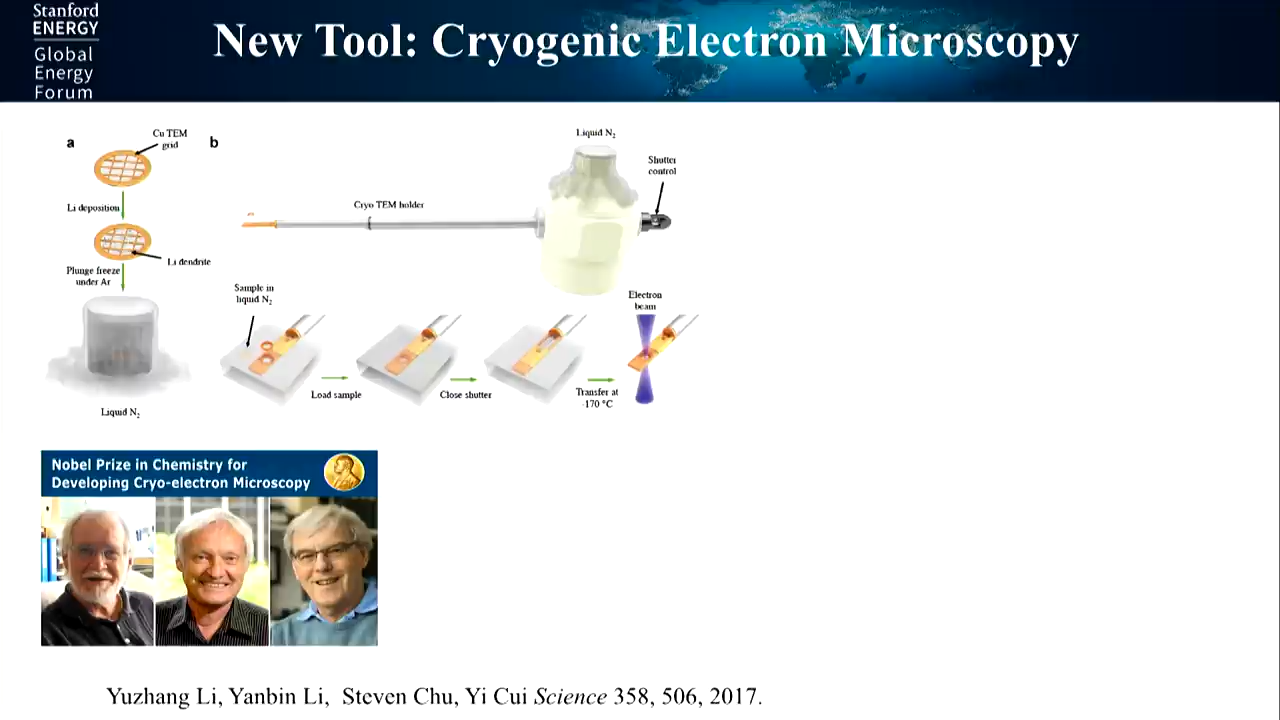 Stanford
ENERGY
Global
Energy
Forum
New Tool: Cryogenic Electron Microscopy
a
Cu TEM
grid
Li deposition
Li dendrite
Plunge freeze
under Ar
Liquid N₂
b
Liquid N₂
Shutter
control
Cryo TEM holder
Sample in
liquid N₂
Load sample
Close shutter
Transfer at
-170 °C
Electron
beam
Nobel Prize in Chemistry for
Developing Cryo-electron Microscopy
Yuzhang Li, Yanbin Li, Steven Chu, Yi Cui Science 358, 506, 2017.